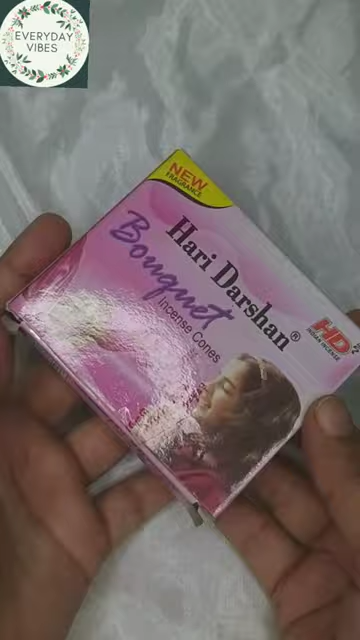 EVERYDAY
VIBES
NEW
FRAGRANCE
Hari Darshan®
Bouquet
Incense Cones
HD